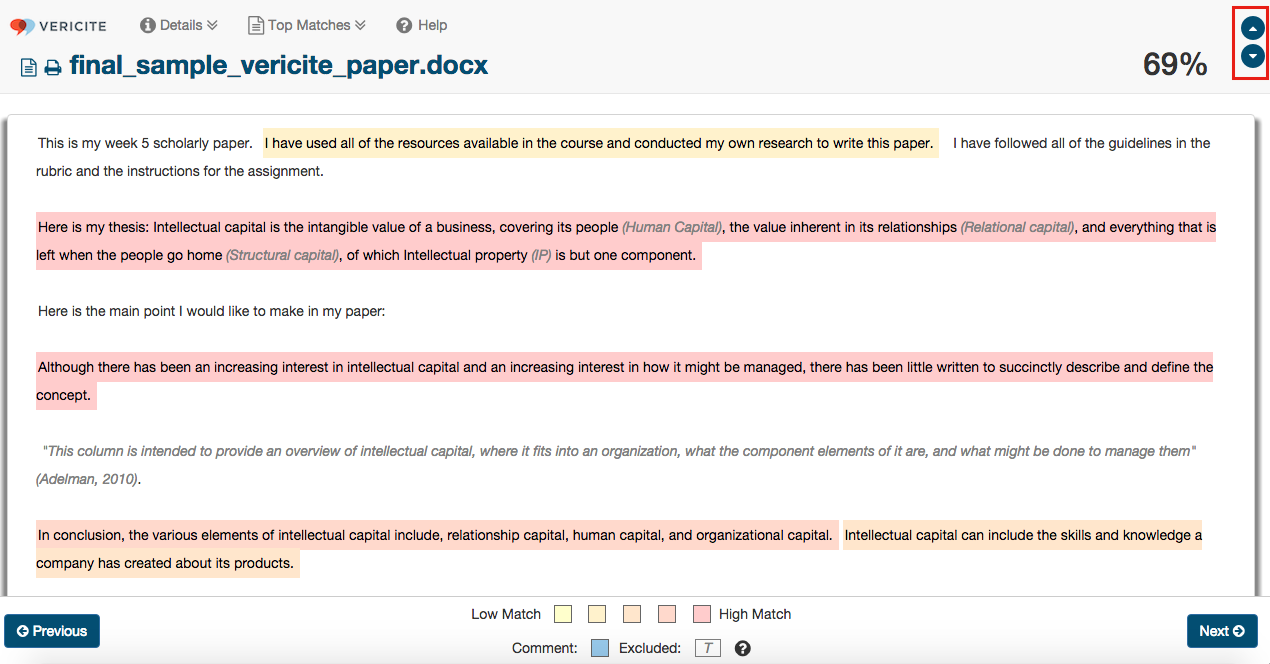 VERICITE Details Top Matches Help
final_sample_vericite_paper.docx 69%
This is my week 5 scholarly paper. I have used all of the resources available in the course and conducted my own research to write this paper. I have followed all of the guidelines in the
rubric and the instructions for the assignment.
Here is my thesis: Intellectual capital is the intangible value of a business, covering its people (Human Capital), the value inherent in its relationships (Relational capital), and everything that is
left when the people go home (Structural capital), of which Intellectual property (IP) is but one component.
Here is the main point I would like to make in my paper:
Although there has been an increasing interest in intellectual capital and an increasing interest in how it might be managed, there has been little written to succinctly describe and define the
concept.
"This column is intended to provide an overview of intellectual capital, where it fits into an organization, what the component elements of it are, and what might be done to manage them"
(Adelman, 2010).
In conclusion, the various elements of intellectual capital include, relationship capital, human capital, and organizational capital. Intellectual capital can include the skills and knowledge a
company has created about its products.
Low Match High Match
Previous Next
Comment: Excluded: T